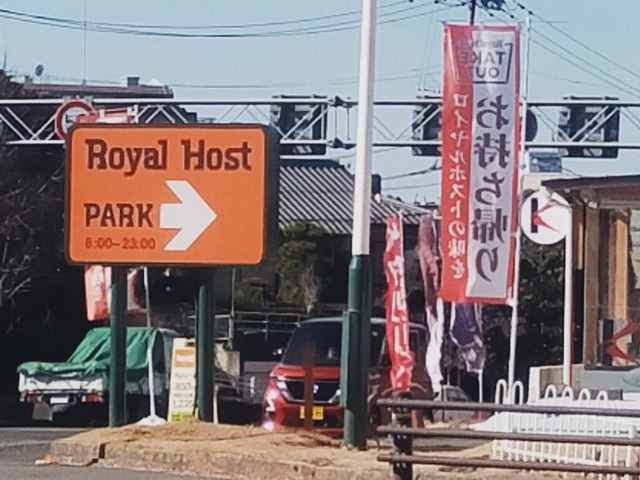 Royal Host
PARK
8:00-23:00
TAKE
OUT
お持ち帰り
ロイヤルホストの味を